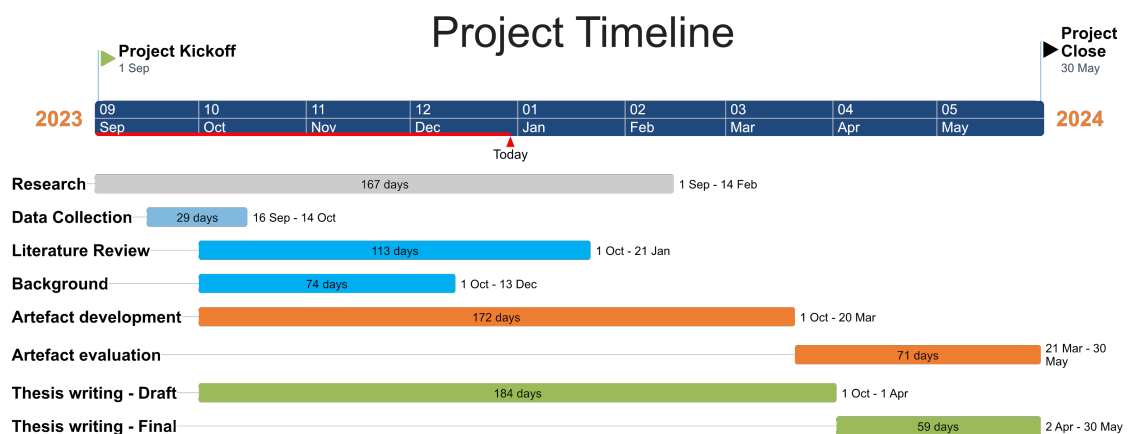 Project Timeline
Project Kickoff
1 Sep
Project
Close
30 May
2023
09 10 11 12 01 02 03 04 05
Sep Oct Nov Dec Jan Feb Mar Apr May
2024
Today
Research 167 days 1 Sep - 14 Feb
Data Collection 29 days 16 Sep - 14 Oct
Literature Review 113 days 1 Oct - 21 Jan
Background 74 days 1 Oct - 13 Dec
Artefact development 172 days 1 Oct - 20 Mar
Artefact evaluation 71 days 21 Mar - 30
May
Thesis writing - Draft 184 days 1 Oct - 1 Apr
Thesis writing - Final 59 days 2 Apr - 30 May